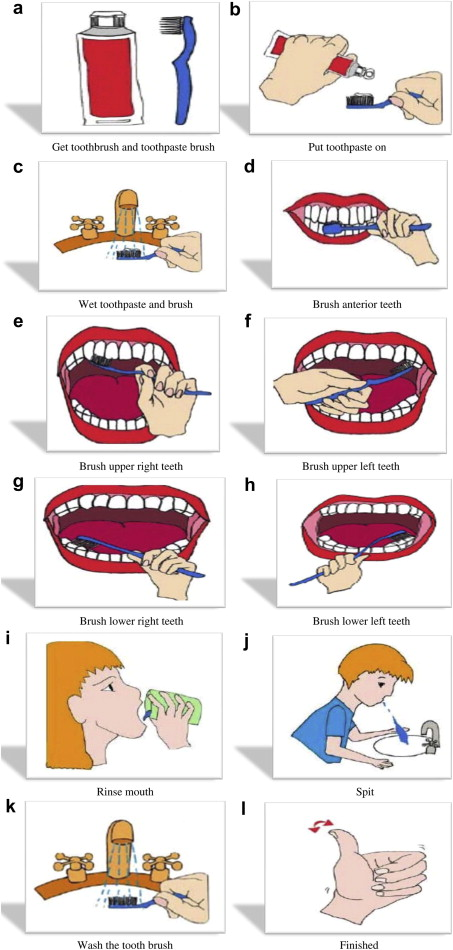 a
b
Get toothbrush and toothpaste brush
Put toothpaste on
c
d
Wet toothpaste and brush
Brush anterior teeth
e
f
Brush upper right teeth
Brush upper left teeth
g
h
Brush lower right teeth
Brush lower left teeth
i
j
Rinse mouth
Spit
k
l
Wash the tooth brush
Finished